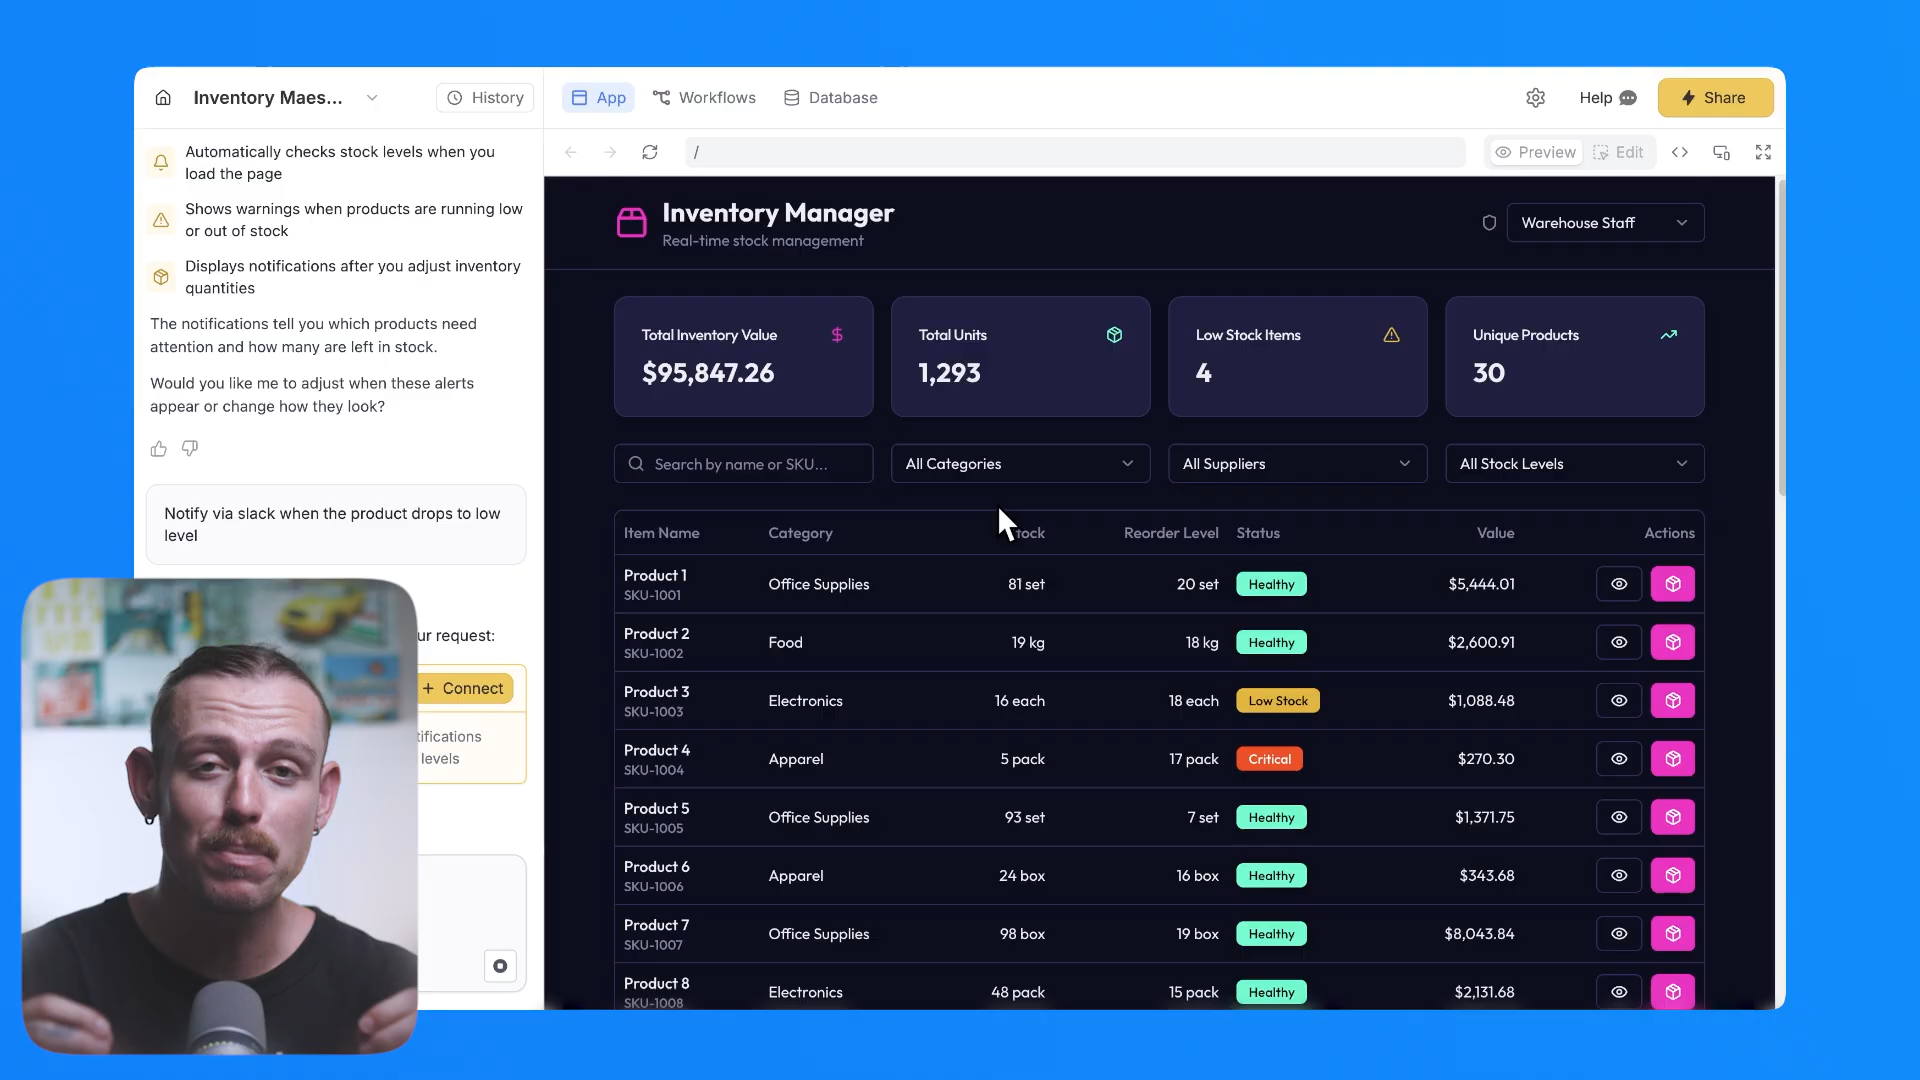 Inventory Maes...
History
App
Workflows
Database
Help
Share
Automatically checks stock levels when you
load the page
Shows warnings when products are running low
or out of stock
Displays notifications after you adjust inventory
quantities
The notifications tell you which products need
attention and how many are left in stock.
Would you like me to adjust when these alerts
appear or change how they look?
Notify via slack when the product drops to low
level
request:
+ Connect
levels
/
Preview
Edit
Inventory Manager
Real-time stock management
Warehouse Staff
Total Inventory Value
$
$95,847.26
Total Units
1,293
Low Stock Items
4
Unique Products
30
Search by name or SKU...
All Categories
All Suppliers
All Stock Levels
Item Name Category Reorder Level Status Value Actions
Product 1
SKU-1001
Office Supplies 81 set 20 set Healthy $5,444.01
Product 2
SKU-1002
Food 19 kg 18 kg Healthy $2,600.91
Product 3
SKU-1003
Electronics 16 each 18 each Low Stock $1,088.48
Product 4
SKU-1004
Apparel 5 pack 17 pack Critical $270.30
Product 5
SKU-1005
Office Supplies 93 set 7 set Healthy $1,371.75
Product 6
SKU-1006
Apparel 24 box 16 box Healthy $343.68
Product 7
SKU-1007
Office Supplies 98 box 19 box Healthy $8,043.84
Product 8
SKU-1008
Electronics 48 pack 15 pack Healthy $2,131.68